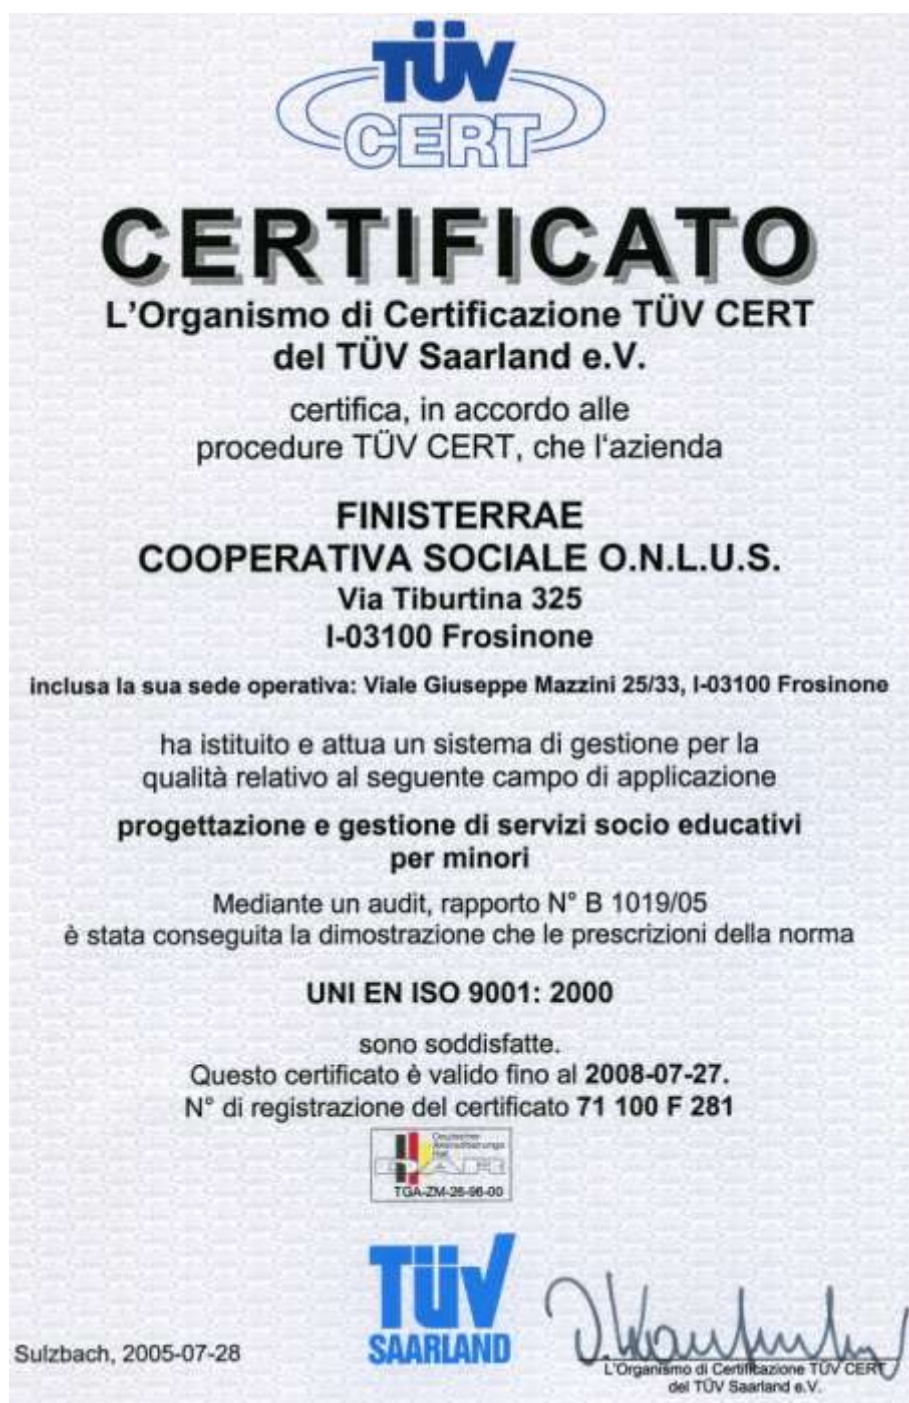 TÜV
CERT
CERTIFICATO
L’Organismo di Certificazione TÜV CERT
del TÜV Saarland e.V.
certifica, in accordo alle
procedure TÜV CERT, che l‘azienda
FINISTERRAE
COOPERATIVA SOCIALE O.N.L.U.S.
Via Tiburtina 325
I-03100 Frosinone
inclusa la sua sede operativa: Viale Giuseppe Mazzini 25/33, I-03100 Frosinone
ha istituito e attua un sistema di gestione per la
qualità relativo al seguente campo di applicazione
progettazione e gestione di servizi socio educativi
per minori
Mediante un audit, rapporto N° B 1019/05
è stata conseguita la dimostrazione che le prescrizioni della norma
UNI EN ISO 9001: 2000
sono soddisfatte.
Questo certificato è valido fino al 2008-07-27.
N° di registrazione del certificato 71 100 F 281
Deutscher
Akkreditierungs
Rat
DAR
TGA-ZM-26-96-00
TÜV
SAARLAND
Sulzbach, 2005-07-28
L'Organismo di Certificazione TÜV CERT
del TÜV Saarland e.V.